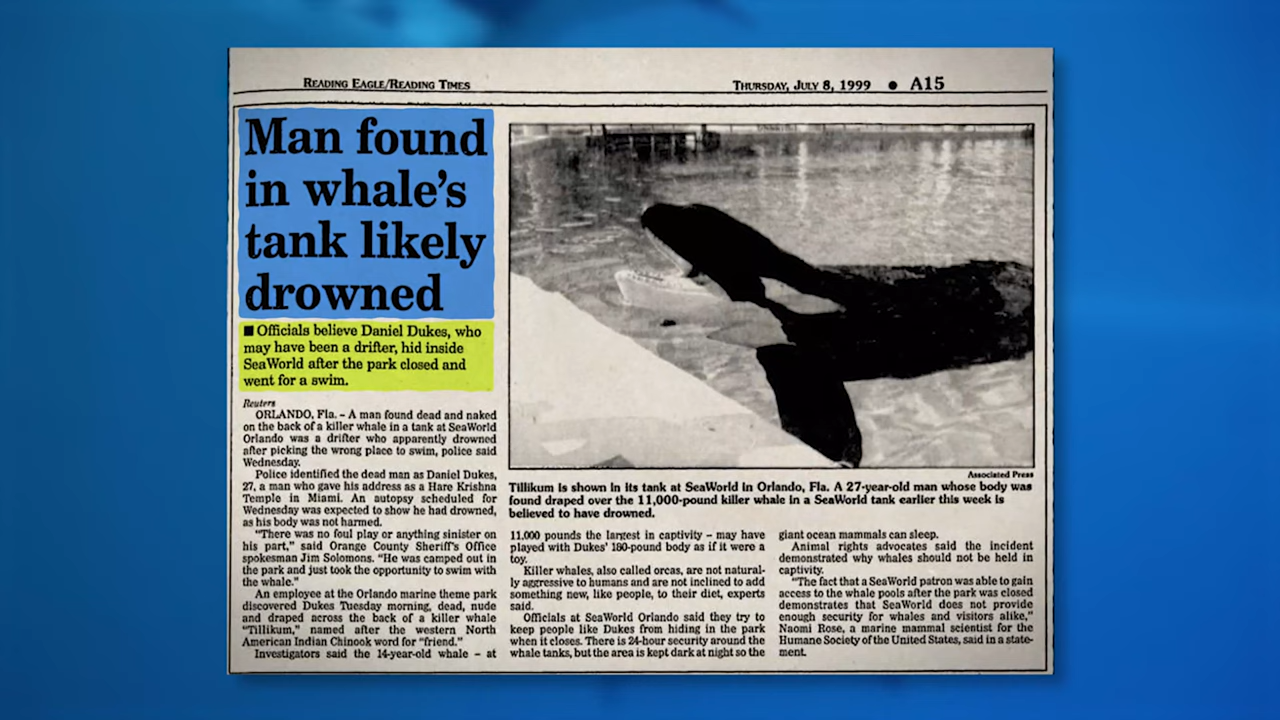 READING EAGLE/READING TIMES
THURSDAY, JULY 8, 1999 ● A15
Man found
in whale's
tank likely
drowned
■ Officials believe Daniel Dukes, who
may have been a drifter, hid inside
SeaWorld after the park closed and
went for a swim.
Reuters
ORLANDO, Fla. – A man found dead and naked
on the back of a killer whale in a tank at SeaWorld
Orlando was a drifter who apparently drowned
after picking the wrong place to swim, police said
Wednesday.
Police identified the dead man as Daniel Dukes,
27, a man who gave his address as a Hare Krishna
Temple in Miami. An autopsy scheduled for
Wednesday was expected to show he had drowned,
as his body was not harmed.
"There was no foul play or anything sinister on
his part," said Orange County Sheriff's Office
spokesman Jim Solomons. "He was camped out in
the park and just took the opportunity to swim with
the whale."
An employee at the Orlando marine theme park
discovered Dukes Tuesday morning, dead, nude
and draped across the back of a killer whale
"Tillikum," named after the western North
American Indian Chinook word for "friend."
Investigators said the 14-year-old whale – at
Associated Press
Tillikum is shown in its tank at SeaWorld in Orlando, Fla. A 27-year-old man whose body was
found draped over the 11,000-pound killer whale in a SeaWorld tank earlier this week is
believed to have drowned.
11,000 pounds the largest in captivity – may have
played with Dukes' 180-pound body as if it were a
toy.
Killer whales, also called orcas, are not natural-
ly aggressive to humans and are not inclined to add
something new, like people, to their diet, experts
said.
Officials at SeaWorld Orlando said they try to
keep people like Dukes from hiding in the park
when it closes. There is 24-hour security around the
whale tanks, but the area is kept dark at night so the
giant ocean mammals can sleep.
Animal rights advocates said the incident
demonstrated why whales should not be held in
captivity.
"The fact that a SeaWorld patron was able to gain
access to the whale pools after the park was closed
demonstrates that SeaWorld does not provide
enough security for whales and visitors alike,"
Naomi Rose, a marine mammal scientist for the
Humane Society of the United States, said in a state-
ment.